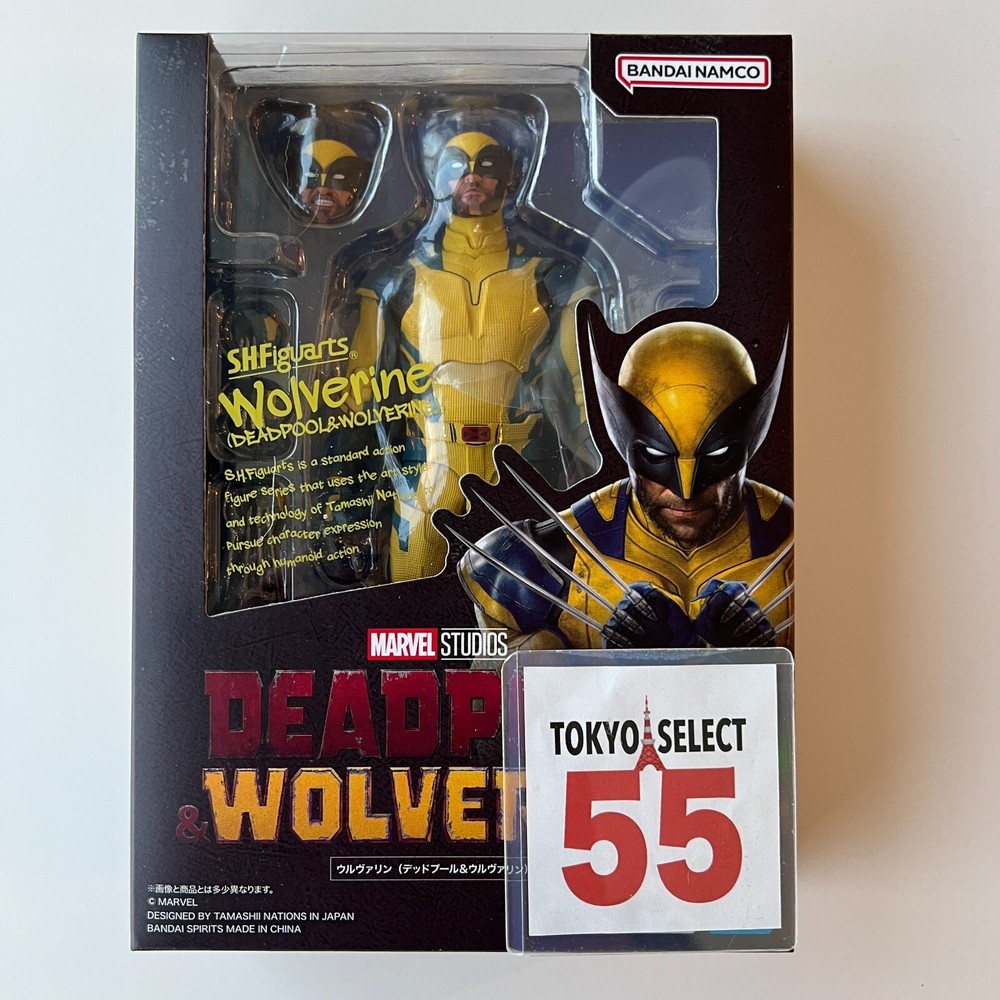 BANDAI NAMCO
S.H.Figuarts®
Wolverine
(DEADPOOL&WOLVERINE
S.H.Figuarts is a standard action
figure series that uses the art style
and technology of Tamashii
Pursue character expression
through humanoid action.
MARVEL STUDIOS
DEADP
&WOLVER
ウルヴァリン（デッドプール&ウルヴァリン）
※画像と商品とは多少異なります。
© MARVEL
DESIGNED BY TAMASHII NATIONS IN JAPAN
BANDAI SPIRITS MADE IN CHINA
TOKYO SELECT
55